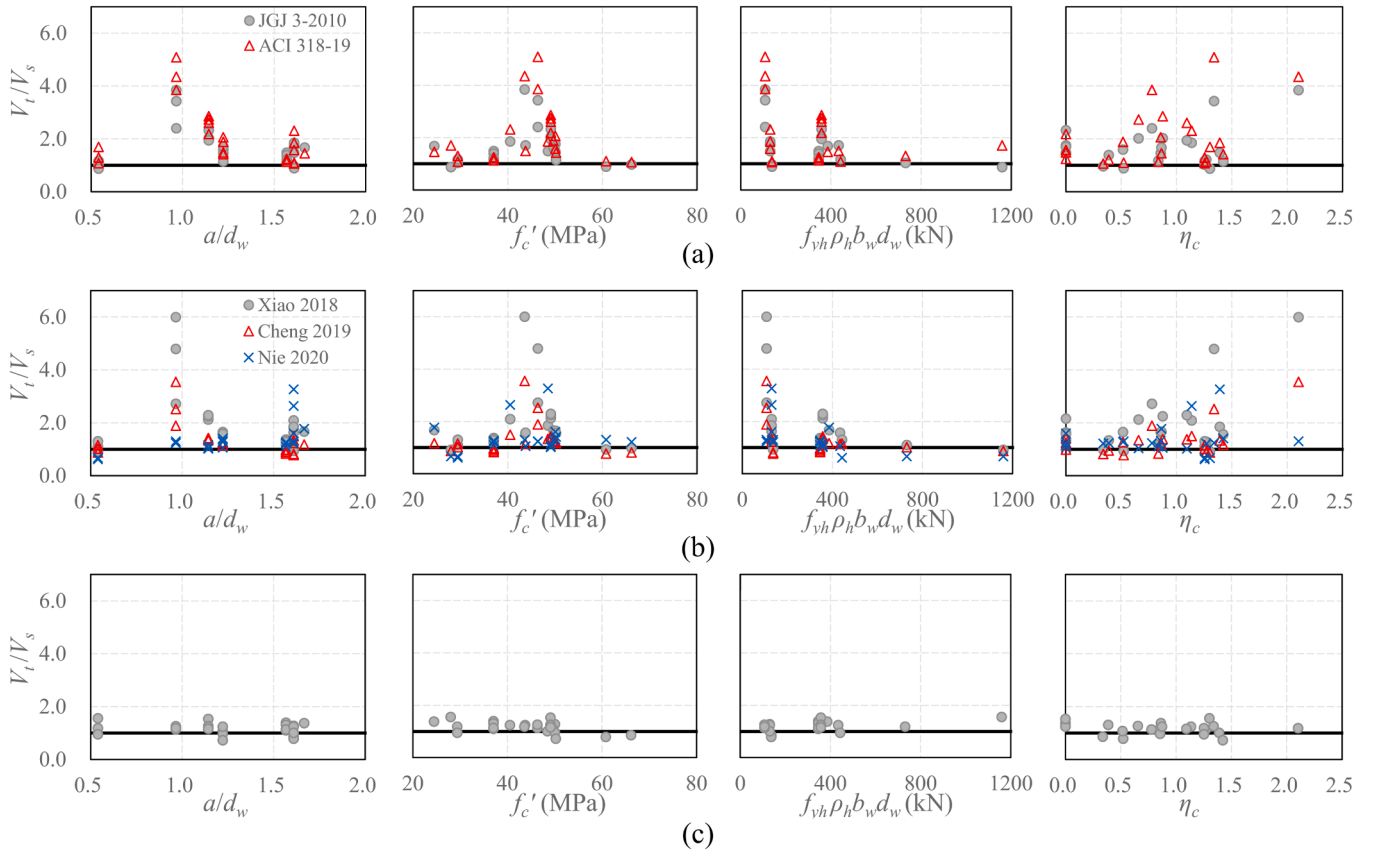 6.0
4.0
2.0
0.0
V_t/V_s
JGJ 3-2010
ACI 318-19
0.5 1.0 1.5 2.0
a/d_w
20 40 60 80
f_c′ (MPa)
0 400 800 1200
f_yh ρ_h b_w d_w (kN)
0.0 0.5 1.0 1.5 2.0 2.5
η_c
(a)
6.0
4.0
2.0
0.0
V_t/V_s
Xiao 2018
Cheng 2019
Nie 2020
0.5 1.0 1.5 2.0
a/d_w
20 40 60 80
f_c′ (MPa)
0 400 800 1200
f_yh ρ_h b_w d_w (kN)
0.0 0.5 1.0 1.5 2.0 2.5
η_c
(b)
6.0
4.0
2.0
0.0
V_t/V_s
0.5 1.0 1.5 2.0
a/d_w
20 40 60 80
f_c′ (MPa)
0 400 800 1200
f_yh ρ_h b_w d_w (kN)
0.0 0.5 1.0 1.5 2.0 2.5
η_c
(c)